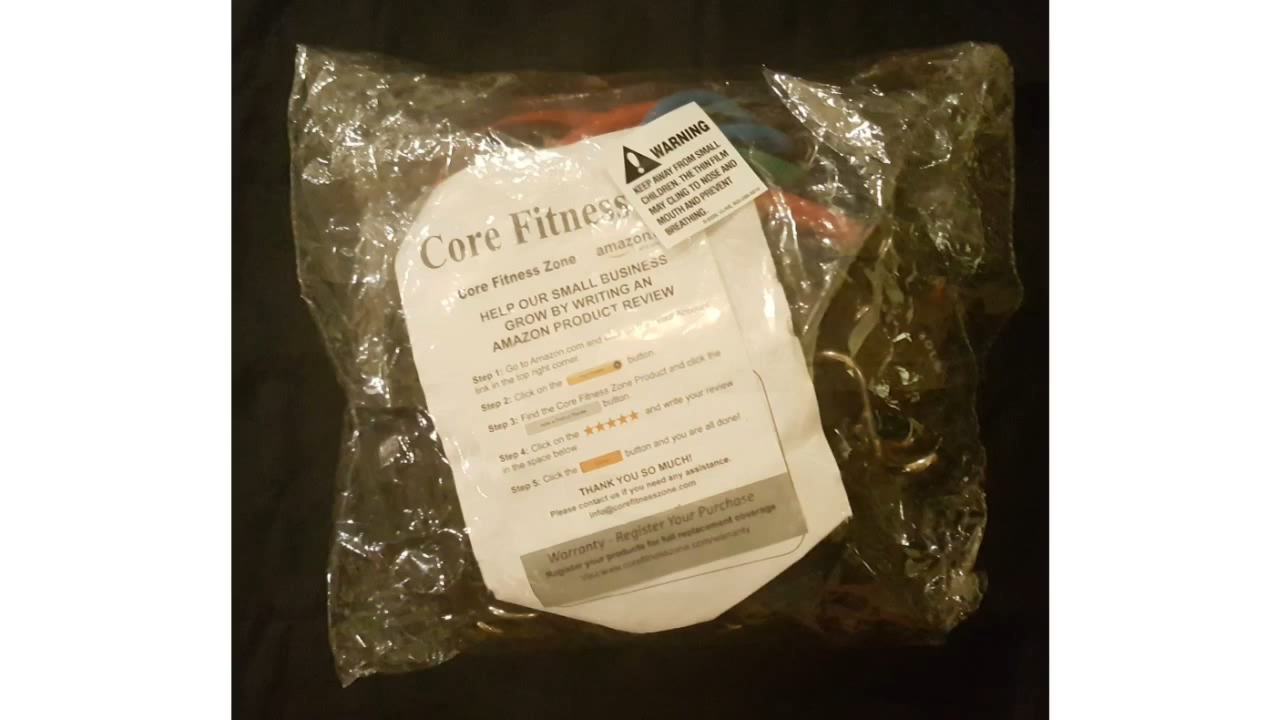 WARNING
KEEP AWAY FROM SMALL
CHILDREN. THE THIN FILM
MAY CLING TO NOSE AND
MOUTH AND PREVENT
BREATHING.
Core Fitness
Core Fitness Zone amazon
HELP OUR SMALL BUSINESS
GROW BY WRITING AN
AMAZON PRODUCT REVIEW
Step 1: Go to Amazon.com and Account
link in the top right corner.
Step 2: Click on the button
Step 3: Find the Core Fitness Zone Product and click the
button
Step 4: Click on the and write your review
in the space below
Step 5: Click the button and you are all done!
THANK YOU SO MUCH!
Please contact us if you need any assistance.
info@corefitnesszone.com
Warranty - Register Your Purchase
Register your products for full replacement coverage
Visit www.corefitnesszone.com/warranty